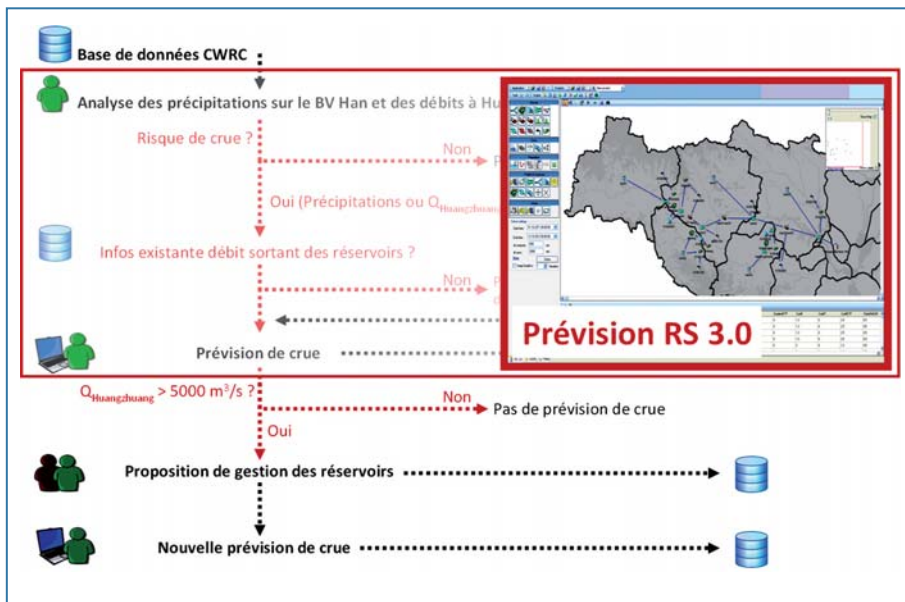 Base de données CWRC
Analyse des précipitations sur le BV Han et des débits à Hu
Risque de crue ?
Non
P
Oui (Précipitations ou QHuangzhuang
Infos existante débit sortant des réservoirs ?
Non
P
d
Prévision de crue
Prévision RS 3.0
QHuangzhuang > 5000 m³/s ?
Non
Pas de prévision de crue
Oui
Proposition de gestion des réservoirs
Nouvelle prévision de crue